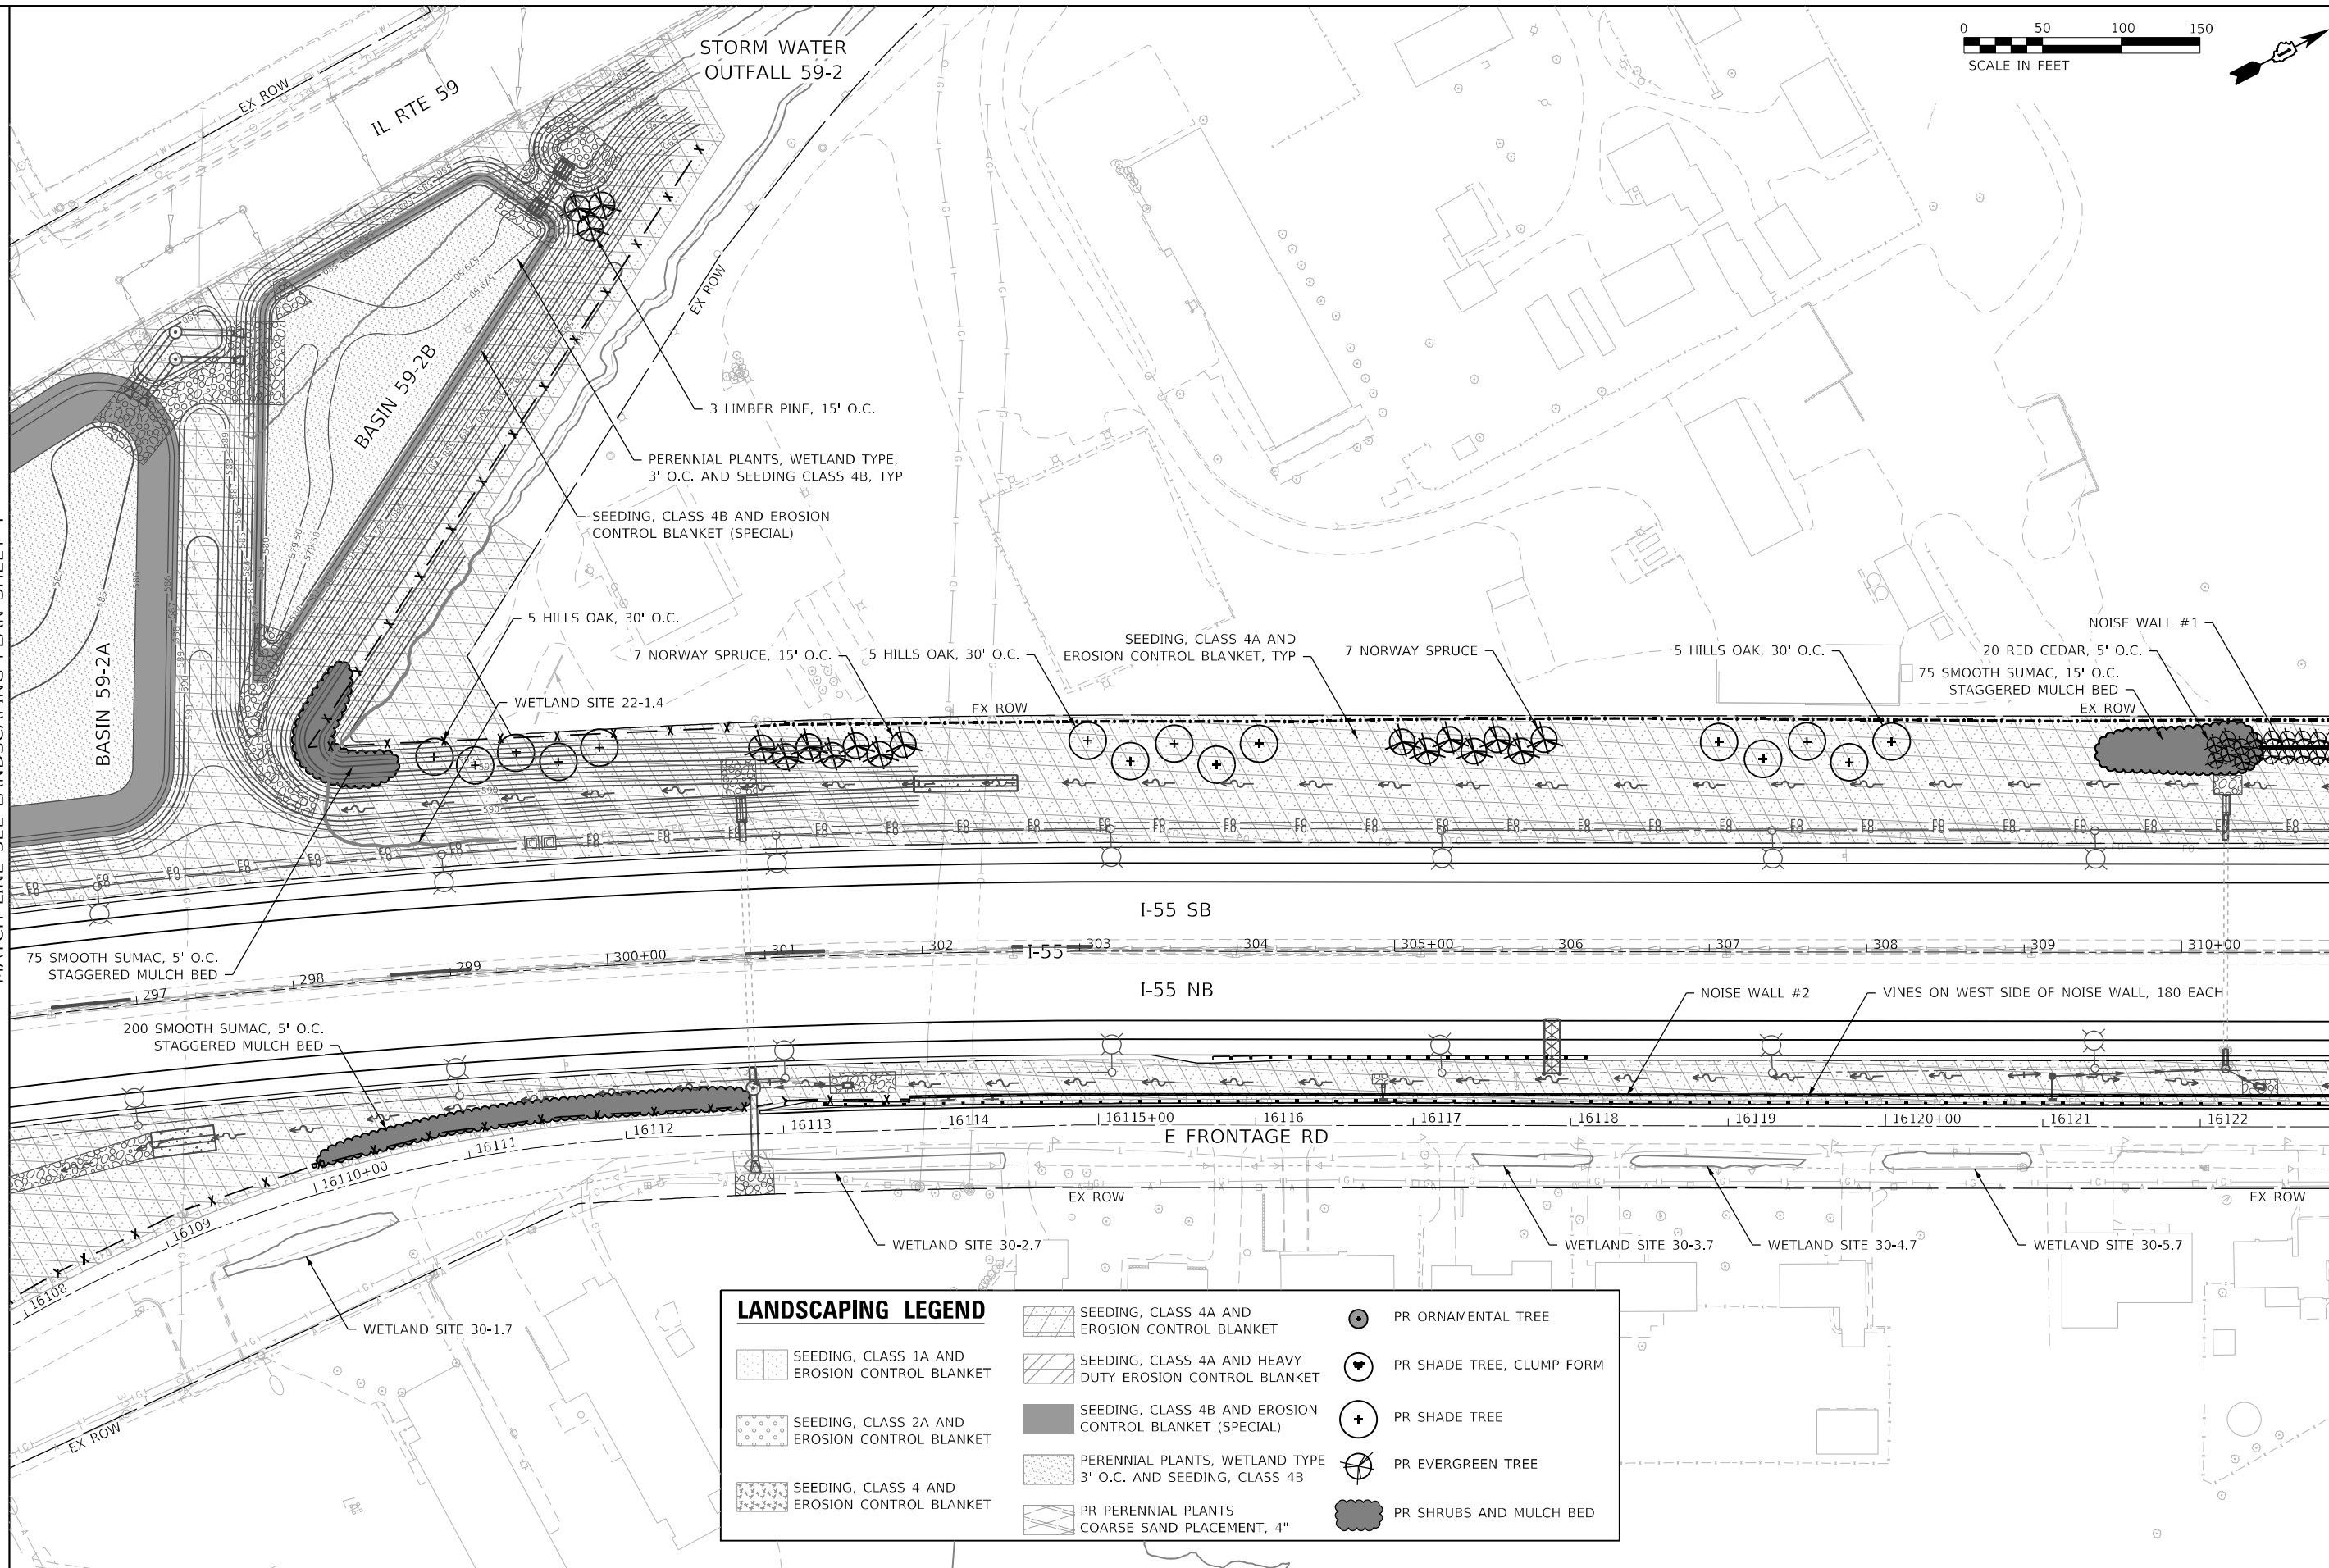 STORM WATER
OUTFALL 59-2
0 50 100 150
SCALE IN FEET
EX ROW
IL RTE 59
EX ROW
BASIN 59-2B
BASIN 59-2A
3 LIMBER PINE, 15' O.C.
PERENNIAL PLANTS, WETLAND TYPE,
3' O.C. AND SEEDING CLASS 4B, TYP
SEEDING, CLASS 4B AND EROSION
CONTROL BLANKET (SPECIAL)
5 HILLS OAK, 30' O.C.
7 NORWAY SPRUCE, 15' O.C.
5 HILLS OAK, 30' O.C.
SEEDING, CLASS 4A AND
EROSION CONTROL BLANKET, TYP
7 NORWAY SPRUCE
5 HILLS OAK, 30' O.C.
NOISE WALL #1
20 RED CEDAR, 5' O.C.
75 SMOOTH SUMAC, 15' O.C.
STAGGERED MULCH BED
WETLAND SITE 22-1.4
EX ROW
EX ROW
I-55 SB
75 SMOOTH SUMAC, 5' O.C.
STAGGERED MULCH BED
297
298
299
300+00
301
302
I-55
303
304
305+00
306
307
308
309
310+00
I-55 NB
NOISE WALL #2
VINES ON WEST SIDE OF NOISE WALL, 180 EACH
200 SMOOTH SUMAC, 5' O.C.
STAGGERED MULCH BED
16108
16109
16110+00
16111
16112
16113
16114
16115+00
16116
16117
16118
16119
16120+00
16121
16122
E FRONTAGE RD
EX ROW
EX ROW
WETLAND SITE 30-2.7
WETLAND SITE 30-3.7
WETLAND SITE 30-4.7
WETLAND SITE 30-5.7
WETLAND SITE 30-1.7
EX ROW
LANDSCAPING LEGEND
SEEDING, CLASS 1A AND
EROSION CONTROL BLANKET
SEEDING, CLASS 2A AND
EROSION CONTROL BLANKET
SEEDING, CLASS 4 AND
EROSION CONTROL BLANKET
SEEDING, CLASS 4A AND
EROSION CONTROL BLANKET
SEEDING, CLASS 4A AND HEAVY
DUTY EROSION CONTROL BLANKET
SEEDING, CLASS 4B AND EROSION
CONTROL BLANKET (SPECIAL)
PERENNIAL PLANTS, WETLAND TYPE
3' O.C. AND SEEDING, CLASS 4B
PR PERENNIAL PLANTS
COARSE SAND PLACEMENT, 4"
PR ORNAMENTAL TREE
PR SHADE TREE, CLUMP FORM
PR SHADE TREE
PR EVERGREEN TREE
PR SHRUBS AND MULCH BED